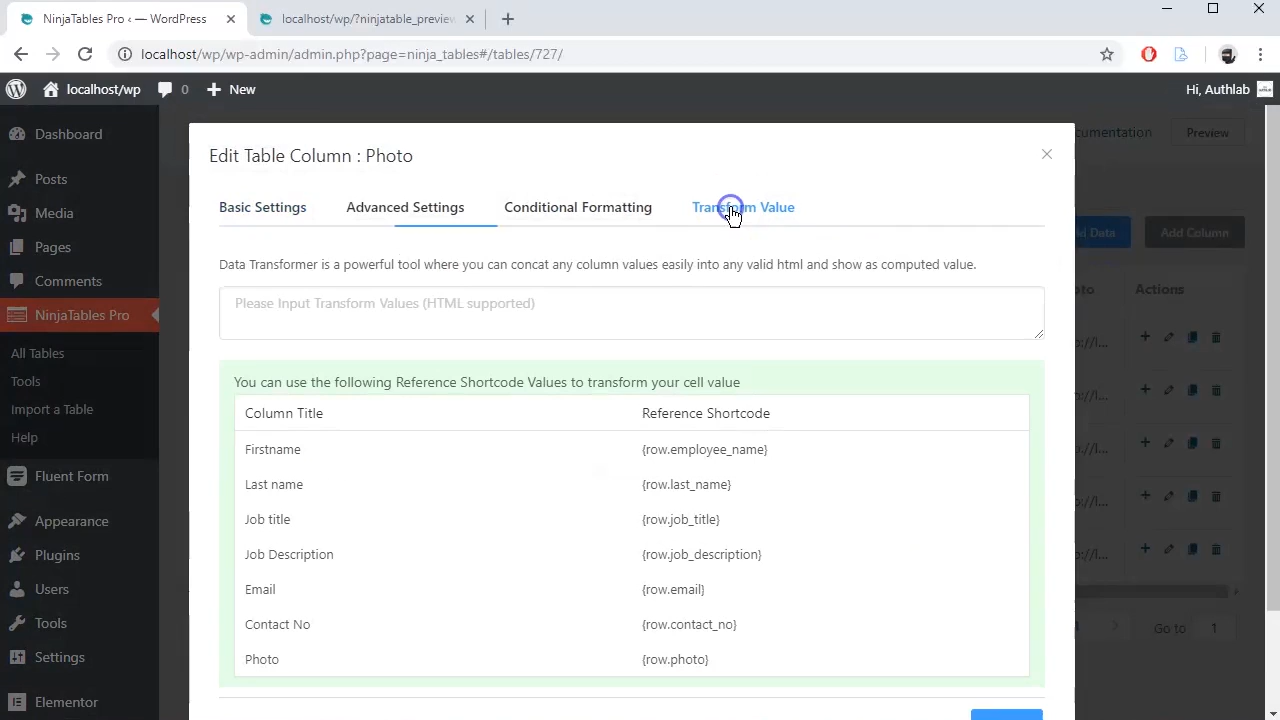 NinjaTables Pro ‹ — WordPress
localhost/wp/?ninjatable_preview
localhost/wp/wp-admin/admin.php?page=ninja_tables#/tables/727/
localhost/wp
0
New
Hi, Authlab
Dashboard
Posts
Media
Pages
Comments
NinjaTables Pro
All Tables
Tools
Import a Table
Help
Fluent Form
Appearance
Plugins
Users
Tools
Settings
Elementor
cumentation
Preview
Edit Table Column : Photo
Basic Settings
Advanced Settings
Conditional Formatting
Transform Value
d Data
Add Column
Data Transformer is a powerful tool where you can concat any column values easily into any valid html and show as computed value.
Please Input Transform Values (HTML supported)
oto
Actions
p://l...
p://l...
p://l...
p://l...
p://l...
Go to
1
You can use the following Reference Shortcode Values to transform your cell value
Column Title Reference Shortcode
Firstname {row.employee_name}
Last name {row.last_name}
Job title {row.job_title}
Job Description {row.job_description}
Email {row.email}
Contact No {row.contact_no}
Photo {row.photo}